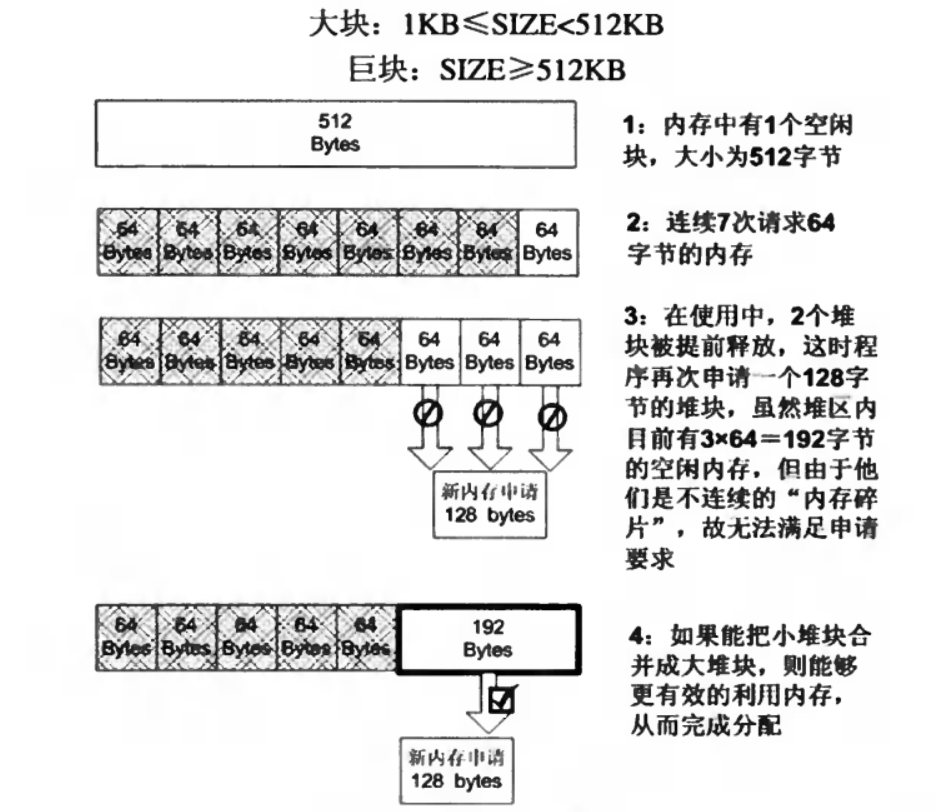 大块：1KB≤SIZE<512KB
巨块：SIZE≥512KB
512
Bytes
1：内存中有1个空闲
块，大小为512字节
64 64 64 64 64 64 64 64
Bytes Bytes Bytes Bytes Bytes Bytes Bytes Bytes
2：连续7次请求64
字节的内存
64 64 64 64 64 64 64 64
Bytes Bytes Bytes Bytes Bytes Bytes Bytes Bytes
新内存申请
128 bytes
3：在使用中，2个堆
块被提前释放，这时程
序再次申请一个128字
节的堆块，虽然堆区内
目前有3×64＝192字节
的空闲内存，但由于他
们是不连续的“内存碎
片”，故无法满足申请
要求
64 64 64 64 64 192
Bytes Bytes Bytes Bytes Bytes Bytes
新内存申请
128 bytes
4：如果能把小堆块合
并成大堆块，则能够
更有效的利用内存，
从而完成分配